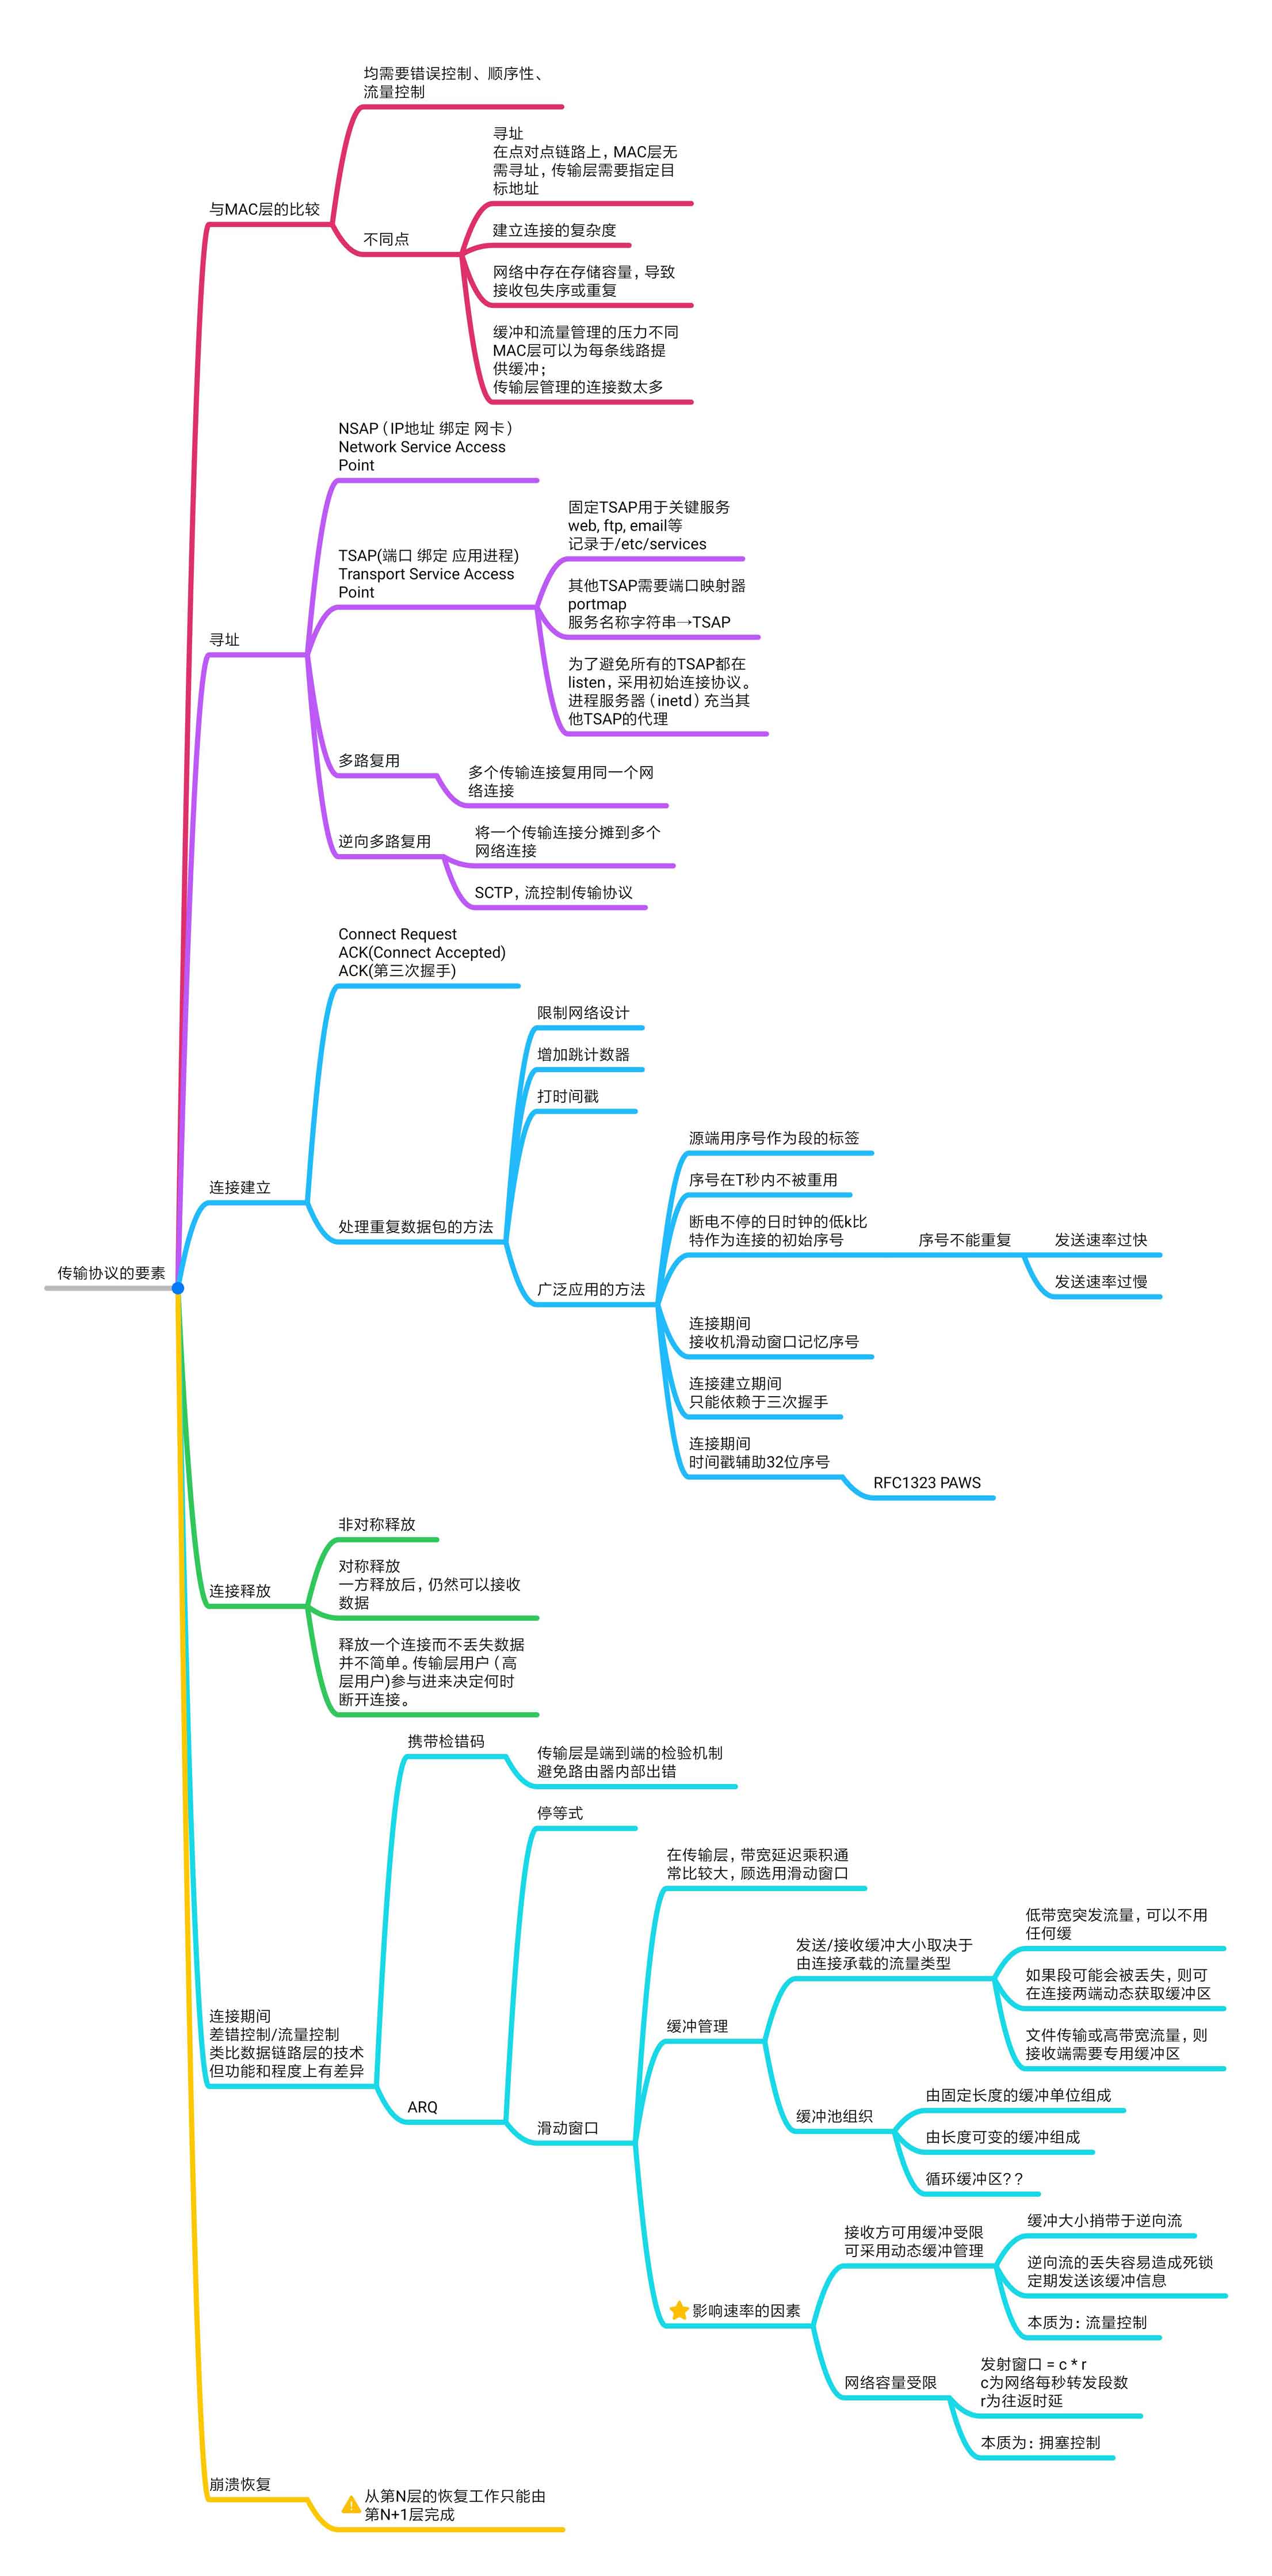 均需要错误控制、顺序性、
流量控制
寻址
在点对点链路上，MAC层无
需寻址，传输层需要指定目
标地址
与MAC层的比较
建立连接的复杂度
不同点
网络中存在存储容量，导致
接收包失序或重复
缓冲和流量管理的压力不同
MAC层可以为每条线路提
供缓冲；
传输层管理的连接数太多
NSAP（IP地址 绑定 网卡）
Network Service Access
Point
固定TSAP用于关键服务
web, ftp, email等
记录于/etc/services
TSAP(端口 绑定 应用进程)
Transport Service Access
Point
其他TSAP需要端口映射器
portmap
服务名称字符串→TSAP
寻址
为了避免所有的TSAP都在
listen，采用初始连接协议。
进程服务器（inetd）充当其
他TSAP的代理
多路复用
多个传输连接复用同一个网
络连接
逆向多路复用
将一个传输连接分摊到多个
网络连接
SCTP，流控制传输协议
Connect Request
ACK(Connect Accepted)
ACK(第三次握手)
限制网络设计
增加跳计数器
打时间戳
源端用序号作为段的标签
序号在T秒内不被重用
连接建立
处理重复数据包的方法
断电不停的日时钟的低k比
特作为连接的初始序号
序号不能重复
发送速率过快
发送速率过慢
传输协议的要素
广泛应用的方法
连接期间
接收机滑动窗口记忆序号
连接建立期间
只能依赖于三次握手
连接期间
时间戳辅助32位序号
RFC1323 PAWS
非对称释放
对称释放
一方释放后，仍然可以接收
数据
连接释放
释放一个连接而不丢失数据
并不简单。传输层用户（高
层用户)参与进来决定何时
断开连接。
携带检错码
传输层是端到端的检验机制
避免路由器内部出错
停等式
在传输层，带宽延迟乘积通
常比较大，顾选用滑动窗口
低带宽突发流量，可以不用
任何缓
发送/接收缓冲大小取决于
由连接承载的流量类型
如果段可能会被丢失，则可
在连接两端动态获取缓冲区
连接期间
差错控制/流量控制
类比数据链路层的技术
但功能和程度上有差异
缓冲管理
文件传输或高带宽流量，则
接收端需要专用缓冲区
ARQ
滑动窗口
缓冲池组织
由固定长度的缓冲单位组成
由长度可变的缓冲组成
循环缓冲区？？
缓冲大小捎带于逆向流
接收方可用缓冲受限
可采用动态缓冲管理
逆向流的丢失容易造成死锁
定期发送该缓冲信息
影响速率的因素
本质为：流量控制
网络容量受限
发射窗口 = c * r
c为网络每秒转发段数
r为往返时延
本质为：拥塞控制
崩溃恢复
从第N层的恢复工作只能由
第N+1层完成